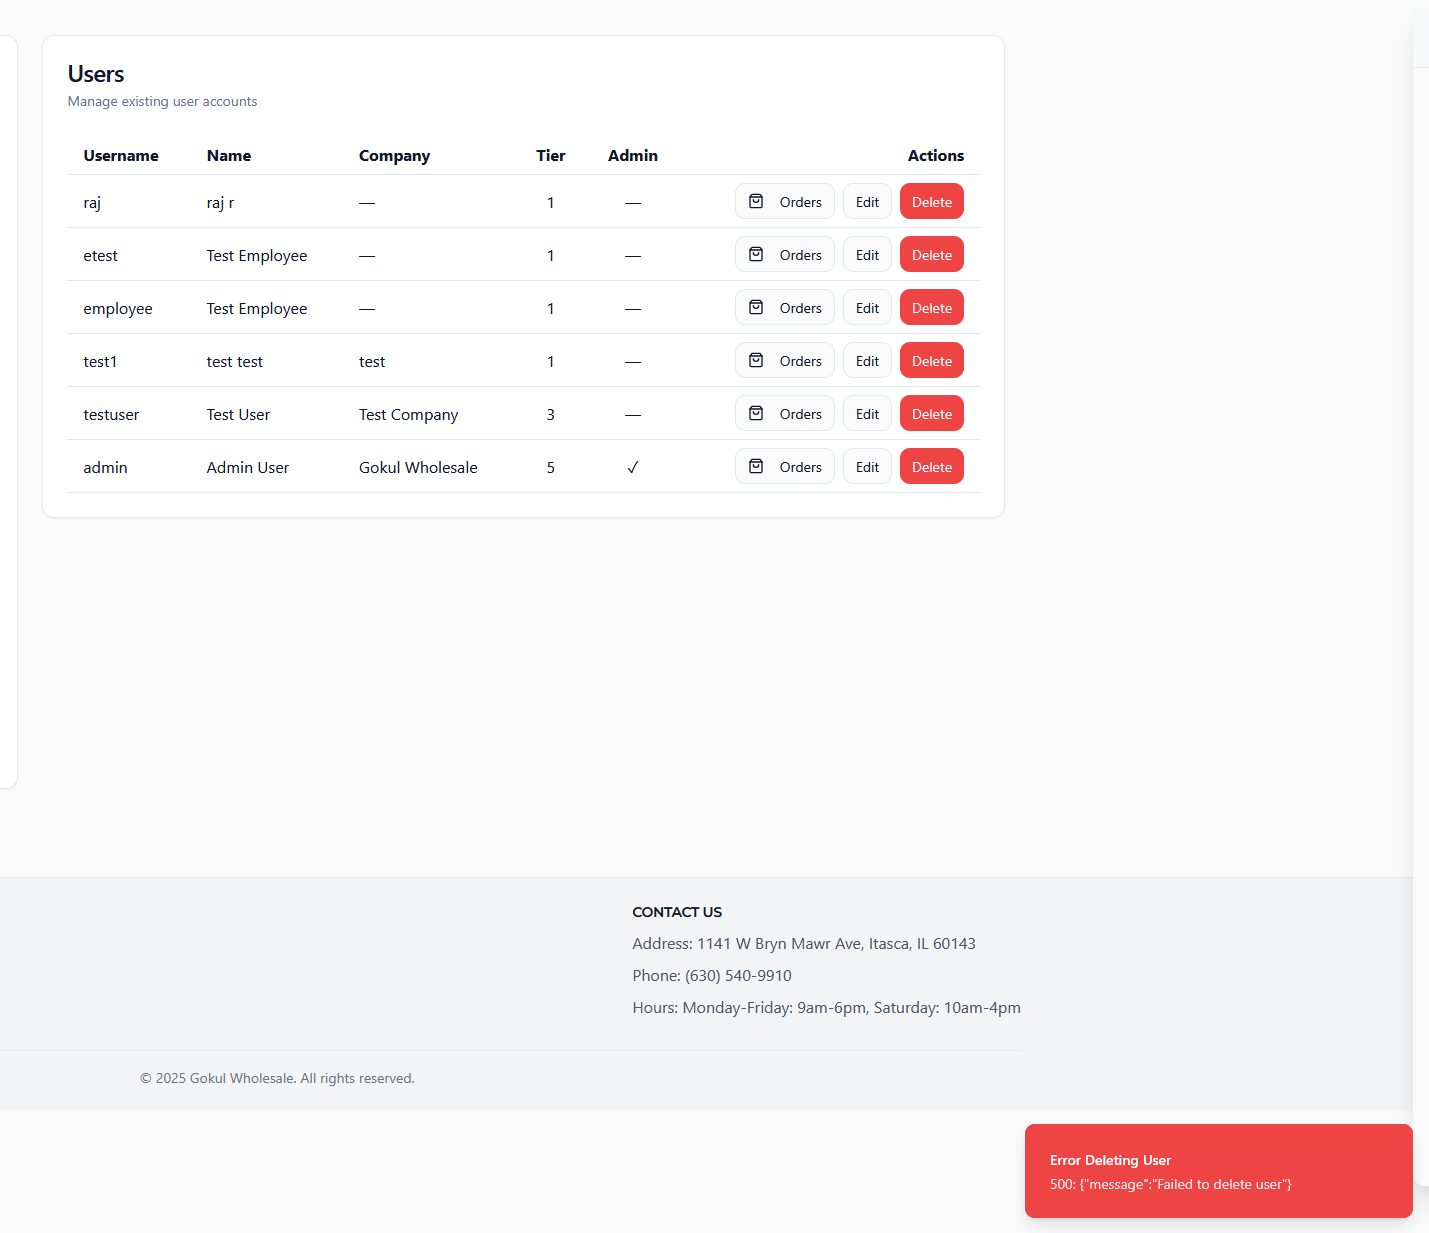 Users
Manage existing user accounts
Username Name Company Tier Admin Actions
raj raj r — 1 — Orders Edit Delete
etest Test Employee — 1 — Orders Edit Delete
employee Test Employee — 1 — Orders Edit Delete
test1 test test test 1 — Orders Edit Delete
testuser Test User Test Company 3 — Orders Edit Delete
admin Admin User Gokul Wholesale 5 ✓ Orders Edit Delete
CONTACT US
Address: 1141 W Bryn Mawr Ave, Itasca, IL 60143
Phone: (630) 540-9910
Hours: Monday-Friday: 9am-6pm, Saturday: 10am-4pm
© 2025 Gokul Wholesale. All rights reserved.
Error Deleting User
500: {"message":"Failed to delete user"}